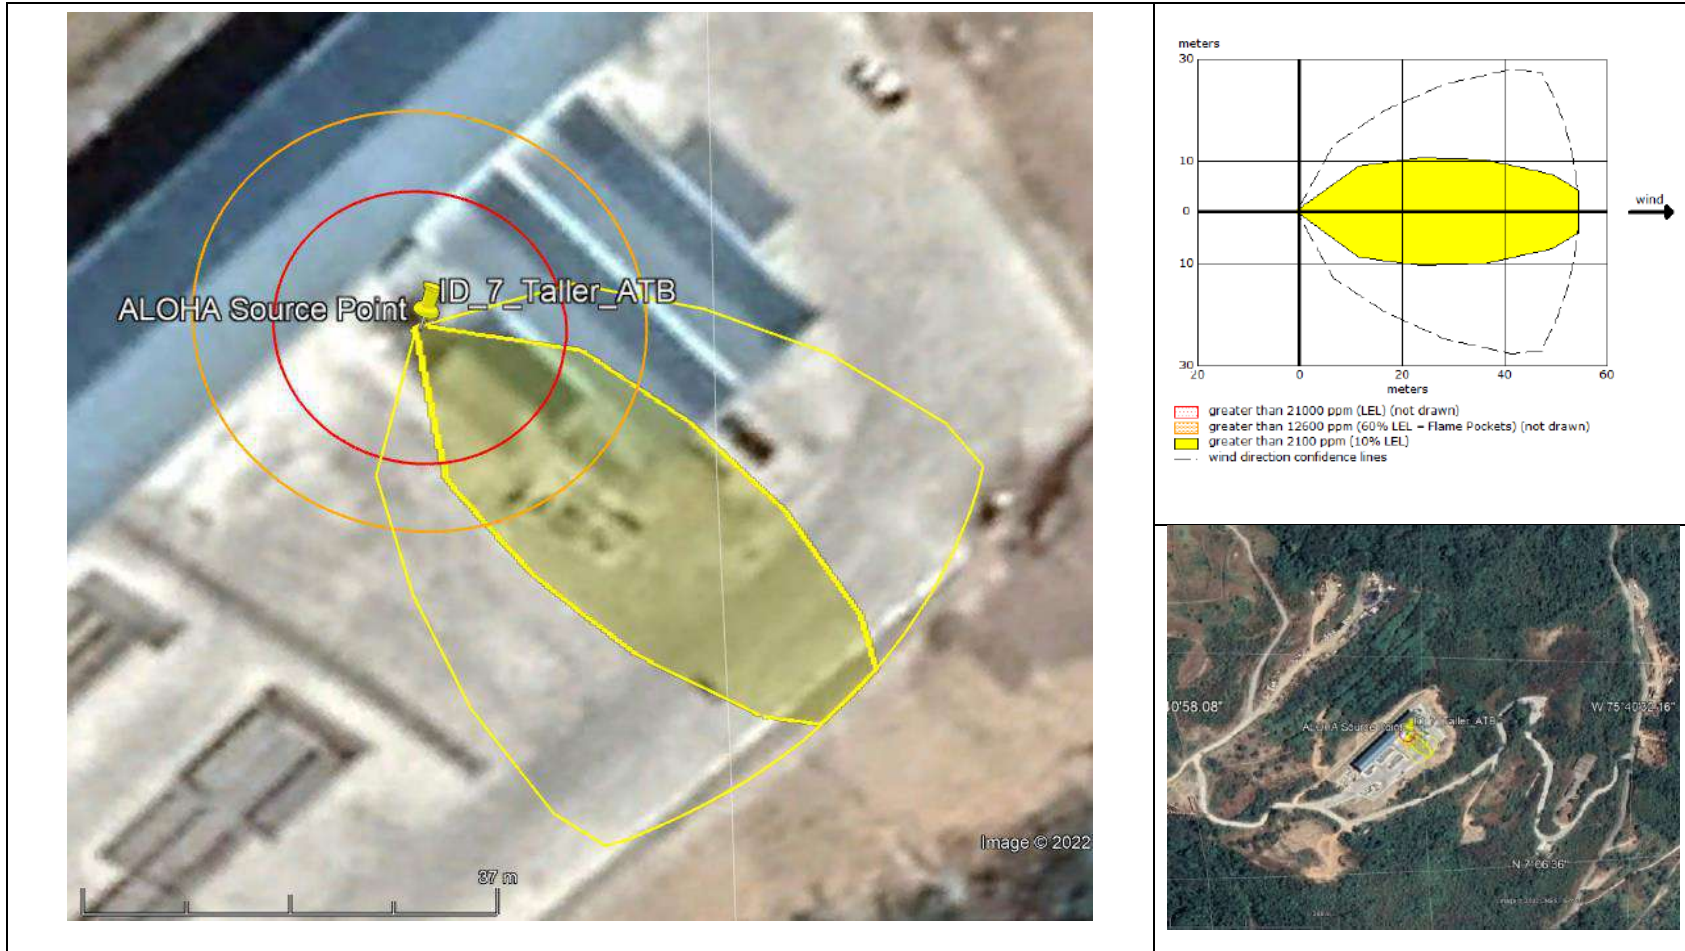 ALOHA Source Point
ID_7_Taller_ATB
Image © 2022
37 m
meters
30
10
0
10
30
20
0
20
40
60
meters
wind
greater than 21000 ppm (LEL) (not drawn)
greater than 12600 ppm (60% LEL = Flame Pockets) (not drawn)
greater than 2100 ppm (10% LEL)
wind direction confidence lines
40'58.08"
W 75°40'32.16"
ALOHA Source Point
ID_7_Taller_ATB
N 7°06'36"